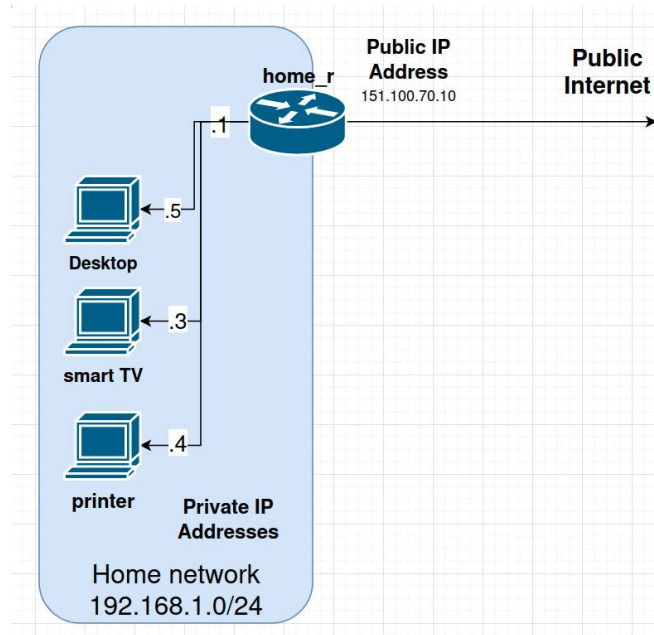 Public IP
Address
151.100.70.10
Public
Internet
home_r
.1
.5
Desktop
.3
smart TV
.4
printer
Private IP
Addresses
Home network
192.168.1.0/24